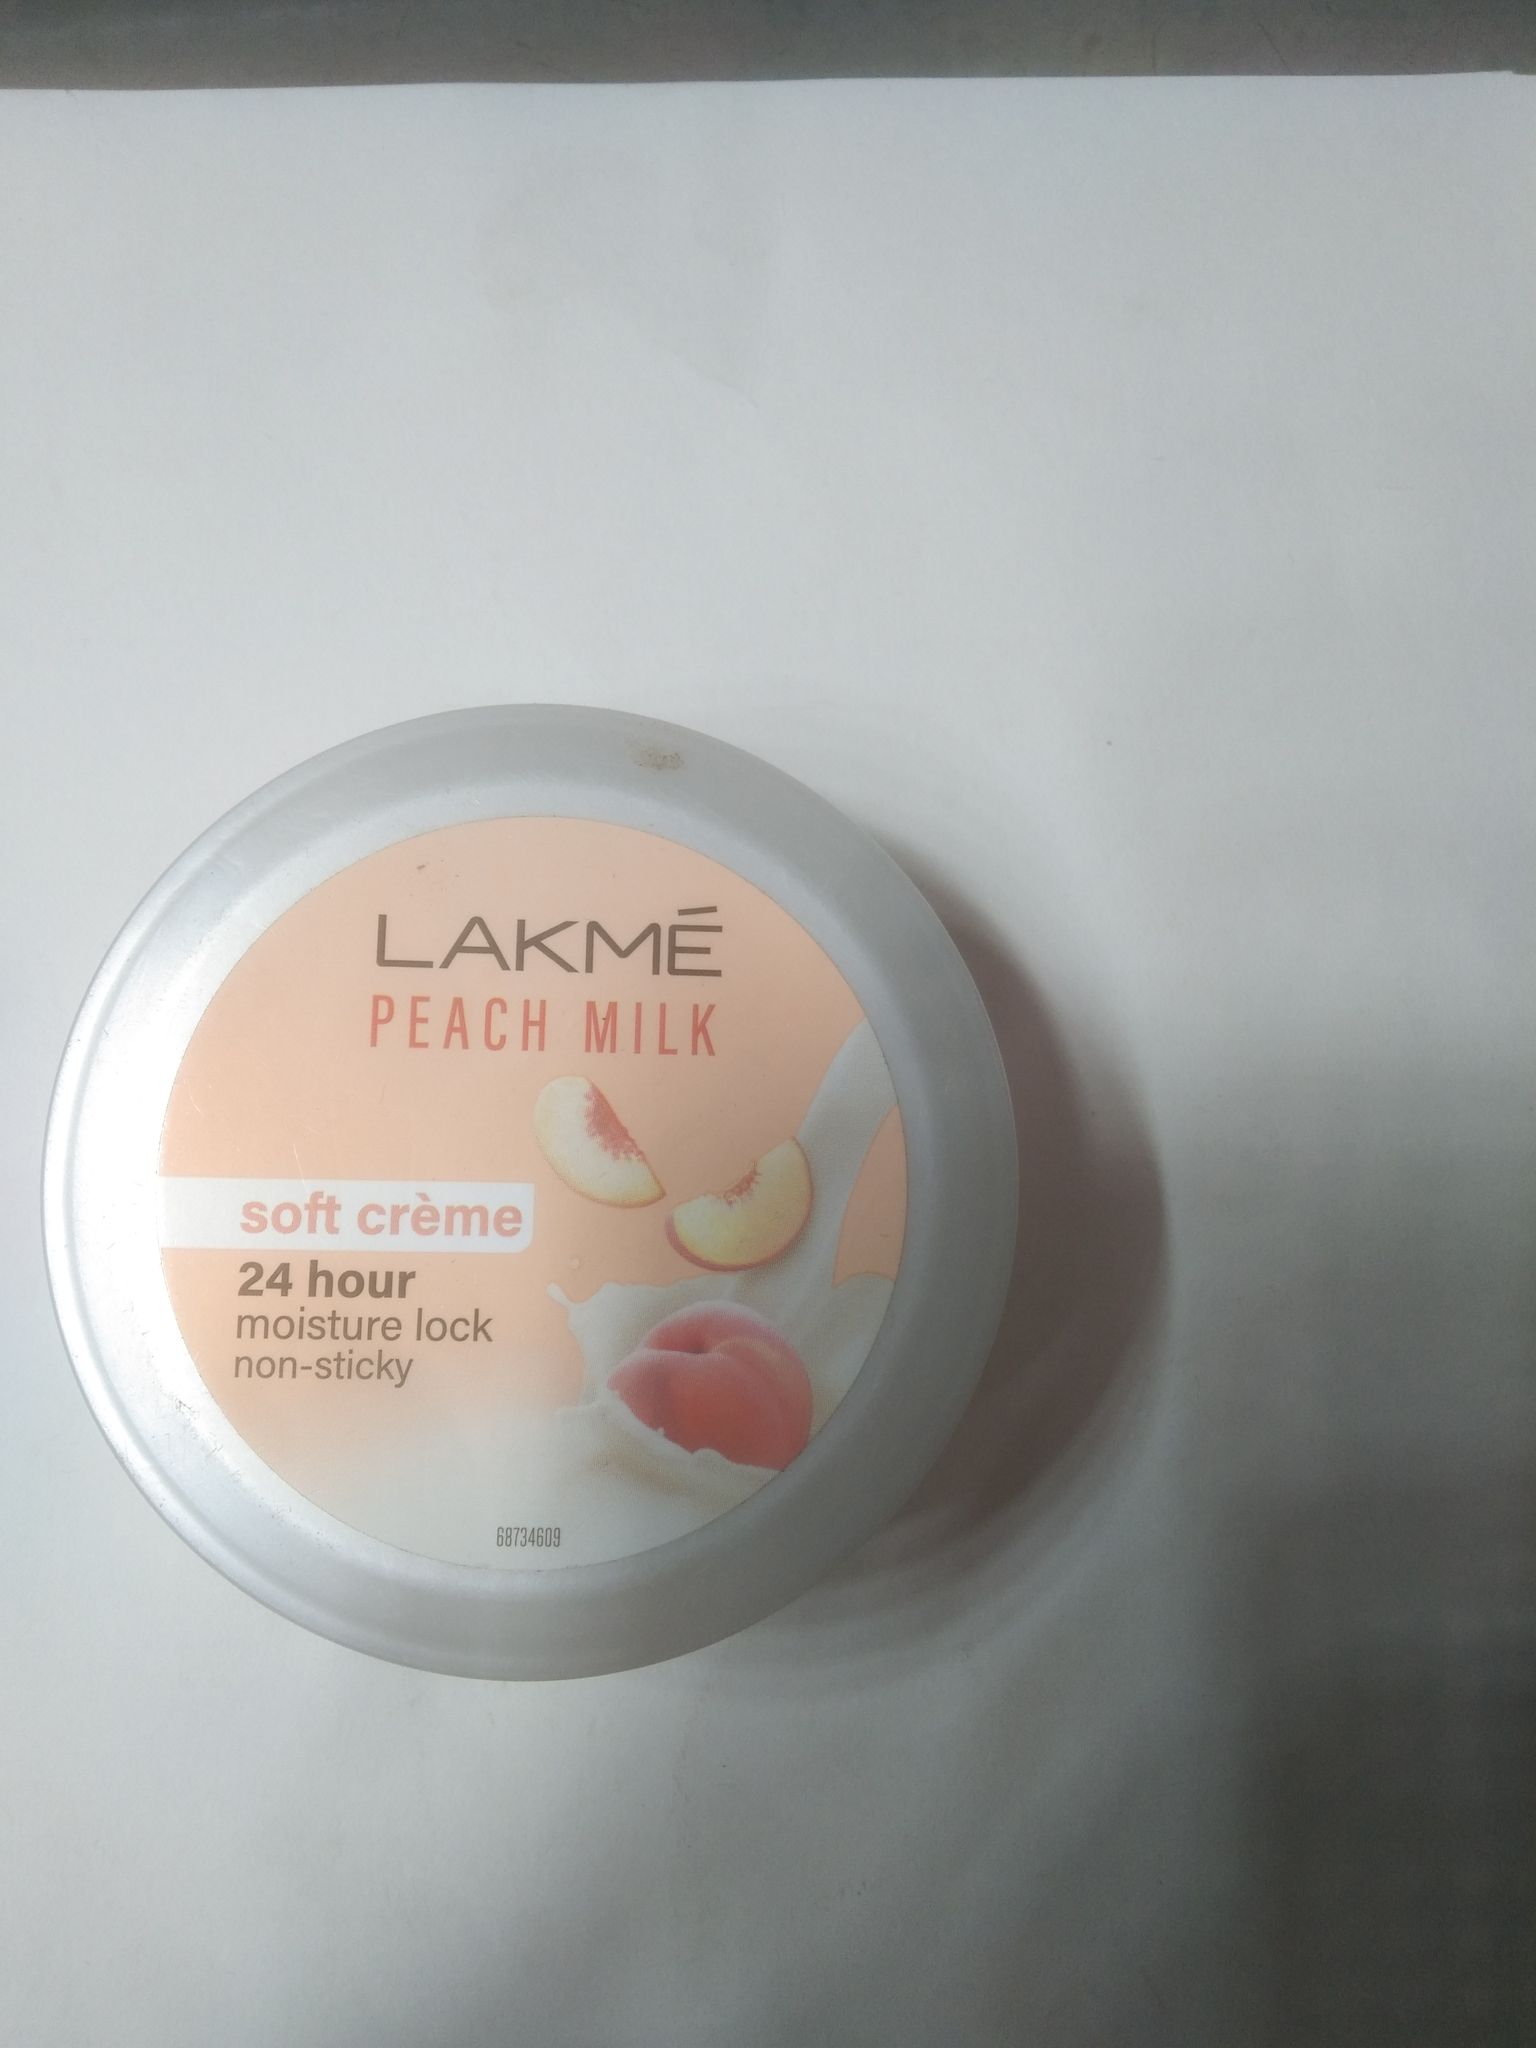 LAKMÉ
PEACH MILK
soft crème
24 hour
moisture lock
non-sticky
68734609